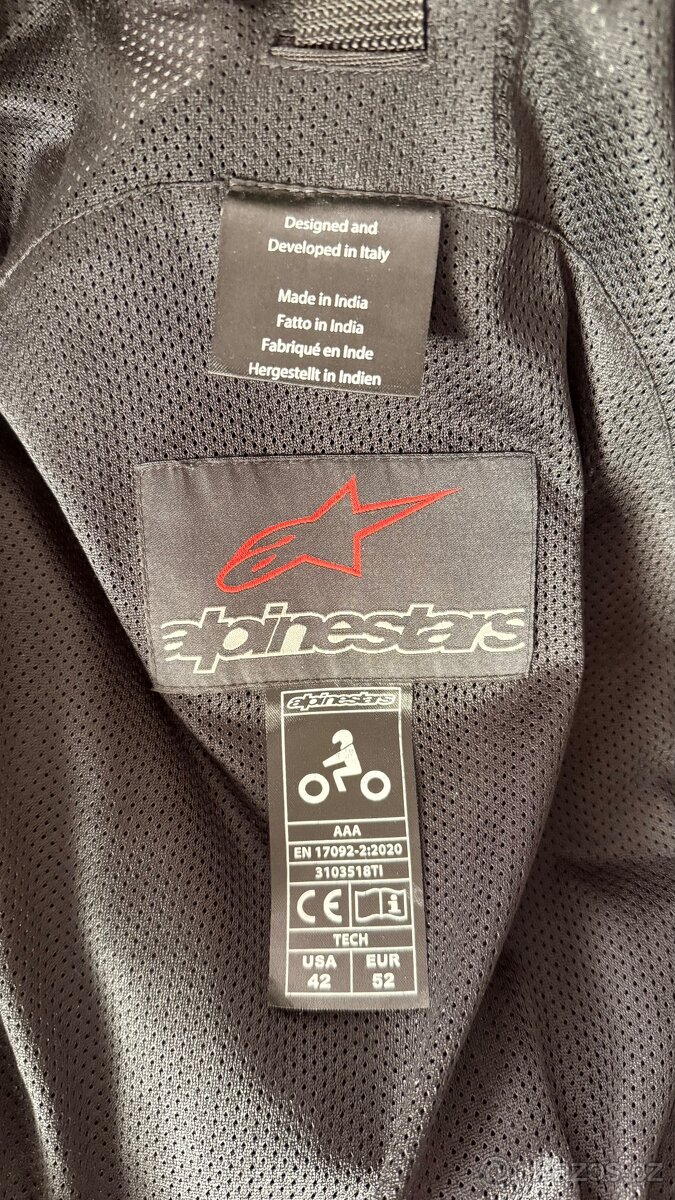 Designed and
Developed in Italy
Made in India
Fatto in India
Fabriqué en Inde
Hergestellt in Indien
alpinestars
alpinestars
AAA
EN 17092-2:2020
3103518TI
CE
TECH
USA EUR
42 52